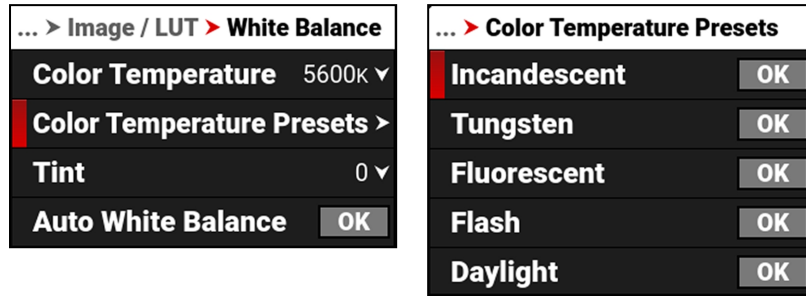 ... > Image / LUT > White Balance
Color Temperature 5600K
Color Temperature Presets >
Tint 0
Auto White Balance OK
... > Color Temperature Presets
Incandescent OK
Tungsten OK
Fluorescent OK
Flash OK
Daylight OK